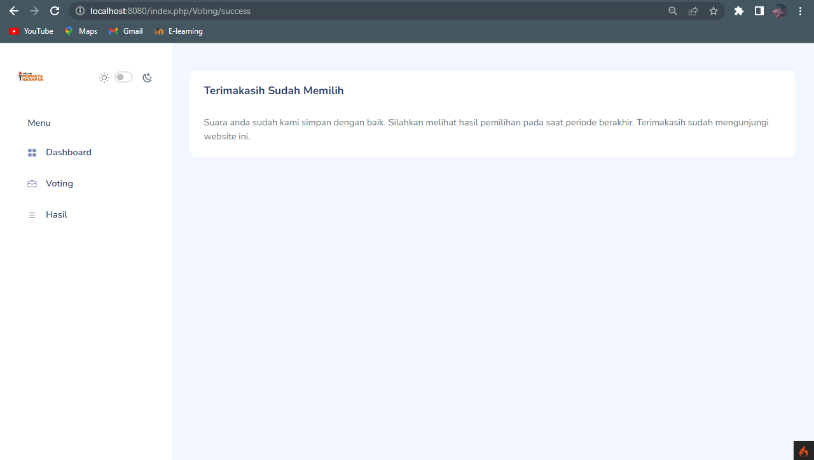 localhost:8080/index.php/Voting/success
YouTube
Maps
Gmail
E-learning
Menu
Dashboard
Voting
Hasil
Terimakasih Sudah Memilih
Suara anda sudah kami simpan dengan baik. Silahkan melihat hasil pemilihan pada saat periode berakhir. Terimakasih sudah mengunjungi
website ini.